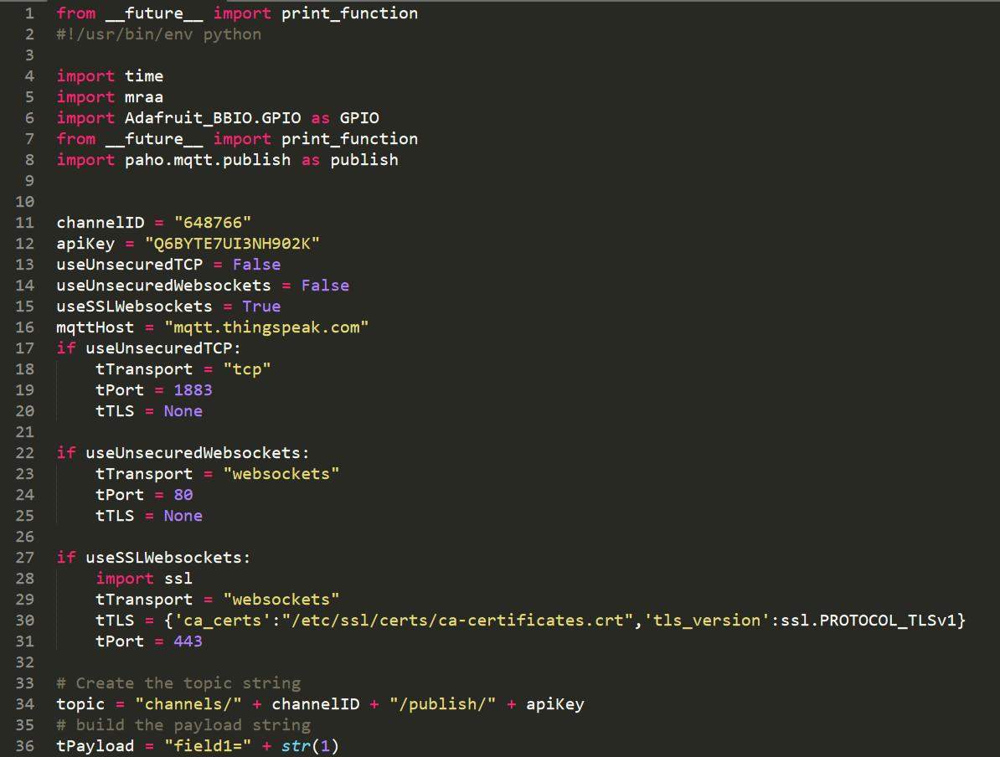 1 from __future__ import print_function
2 #!/usr/bin/env python
3
4 import time
5 import mraa
6 import Adafruit_BBIO.GPIO as GPIO
7 from __future__ import print_function
8 import paho.mqtt.publish as publish
9
10
11 channelID = "648766"
12 apiKey = "Q6BYTE7UI3NH902K"
13 useUnsecuredTCP = False
14 useUnsecuredWebsockets = False
15 useSSLWebsockets = True
16 mqttHost = "mqtt.thingspeak.com"
17 if useUnsecuredTCP:
18     tTransport = "tcp"
19     tPort = 1883
20     tTLS = None
21
22 if useUnsecuredWebsockets:
23     tTransport = "websockets"
24     tPort = 80
25     tTLS = None
26
27 if useSSLWebsockets:
28     import ssl
29     tTransport = "websockets"
30     tTLS = {'ca_certs':"/etc/ssl/certs/ca-certificates.crt",'tls_version':ssl.PROTOCOL_TLSv1}
31     tPort = 443
32
33 # Create the topic string
34 topic = "channels/" + channelID + "/publish/" + apiKey
35 # build the payload string
36 tPayload = "field1=" + str(1)